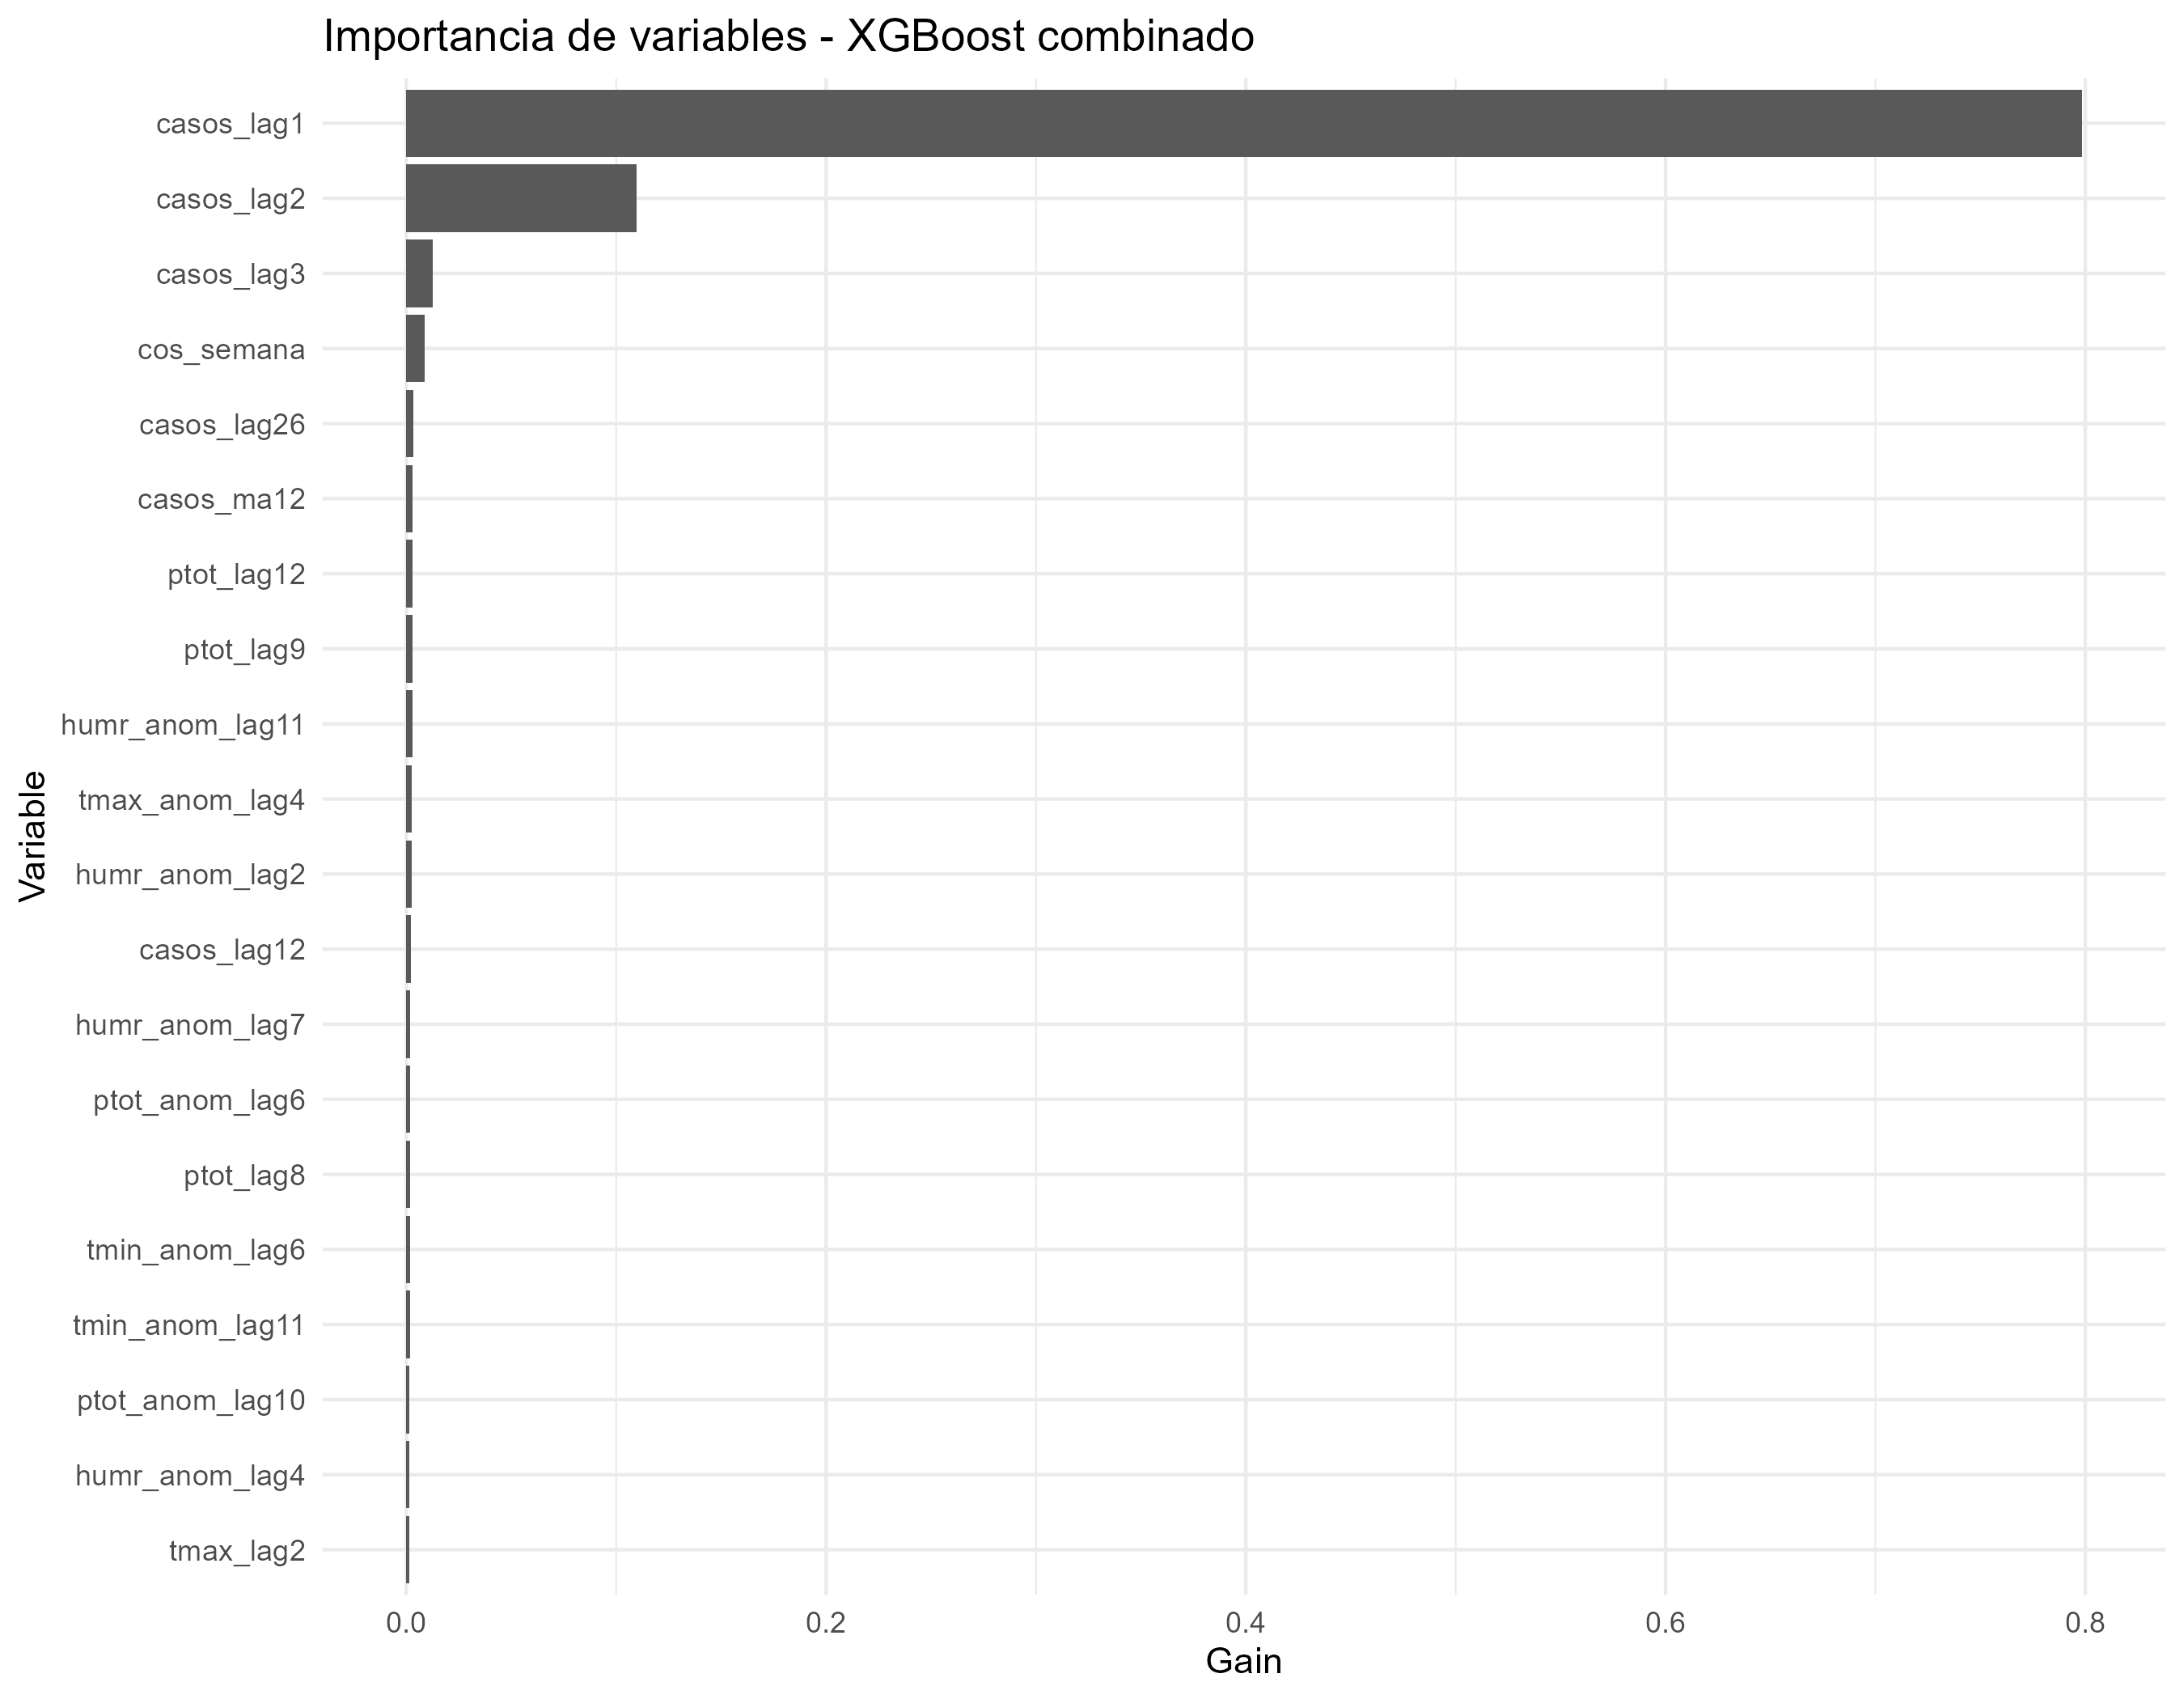 Importancia de variables - XGBoost combinado
Variable
casos_lag1
casos_lag2
casos_lag3
cos_semana
casos_lag26
casos_ma12
ptot_lag12
ptot_lag9
humr_anom_lag11
tmax_anom_lag4
humr_anom_lag2
casos_lag12
humr_anom_lag7
ptot_anom_lag6
ptot_lag8
tmin_anom_lag6
tmin_anom_lag11
ptot_anom_lag10
humr_anom_lag4
tmax_lag2
0.0 0.2 0.4 0.6 0.8
Gain